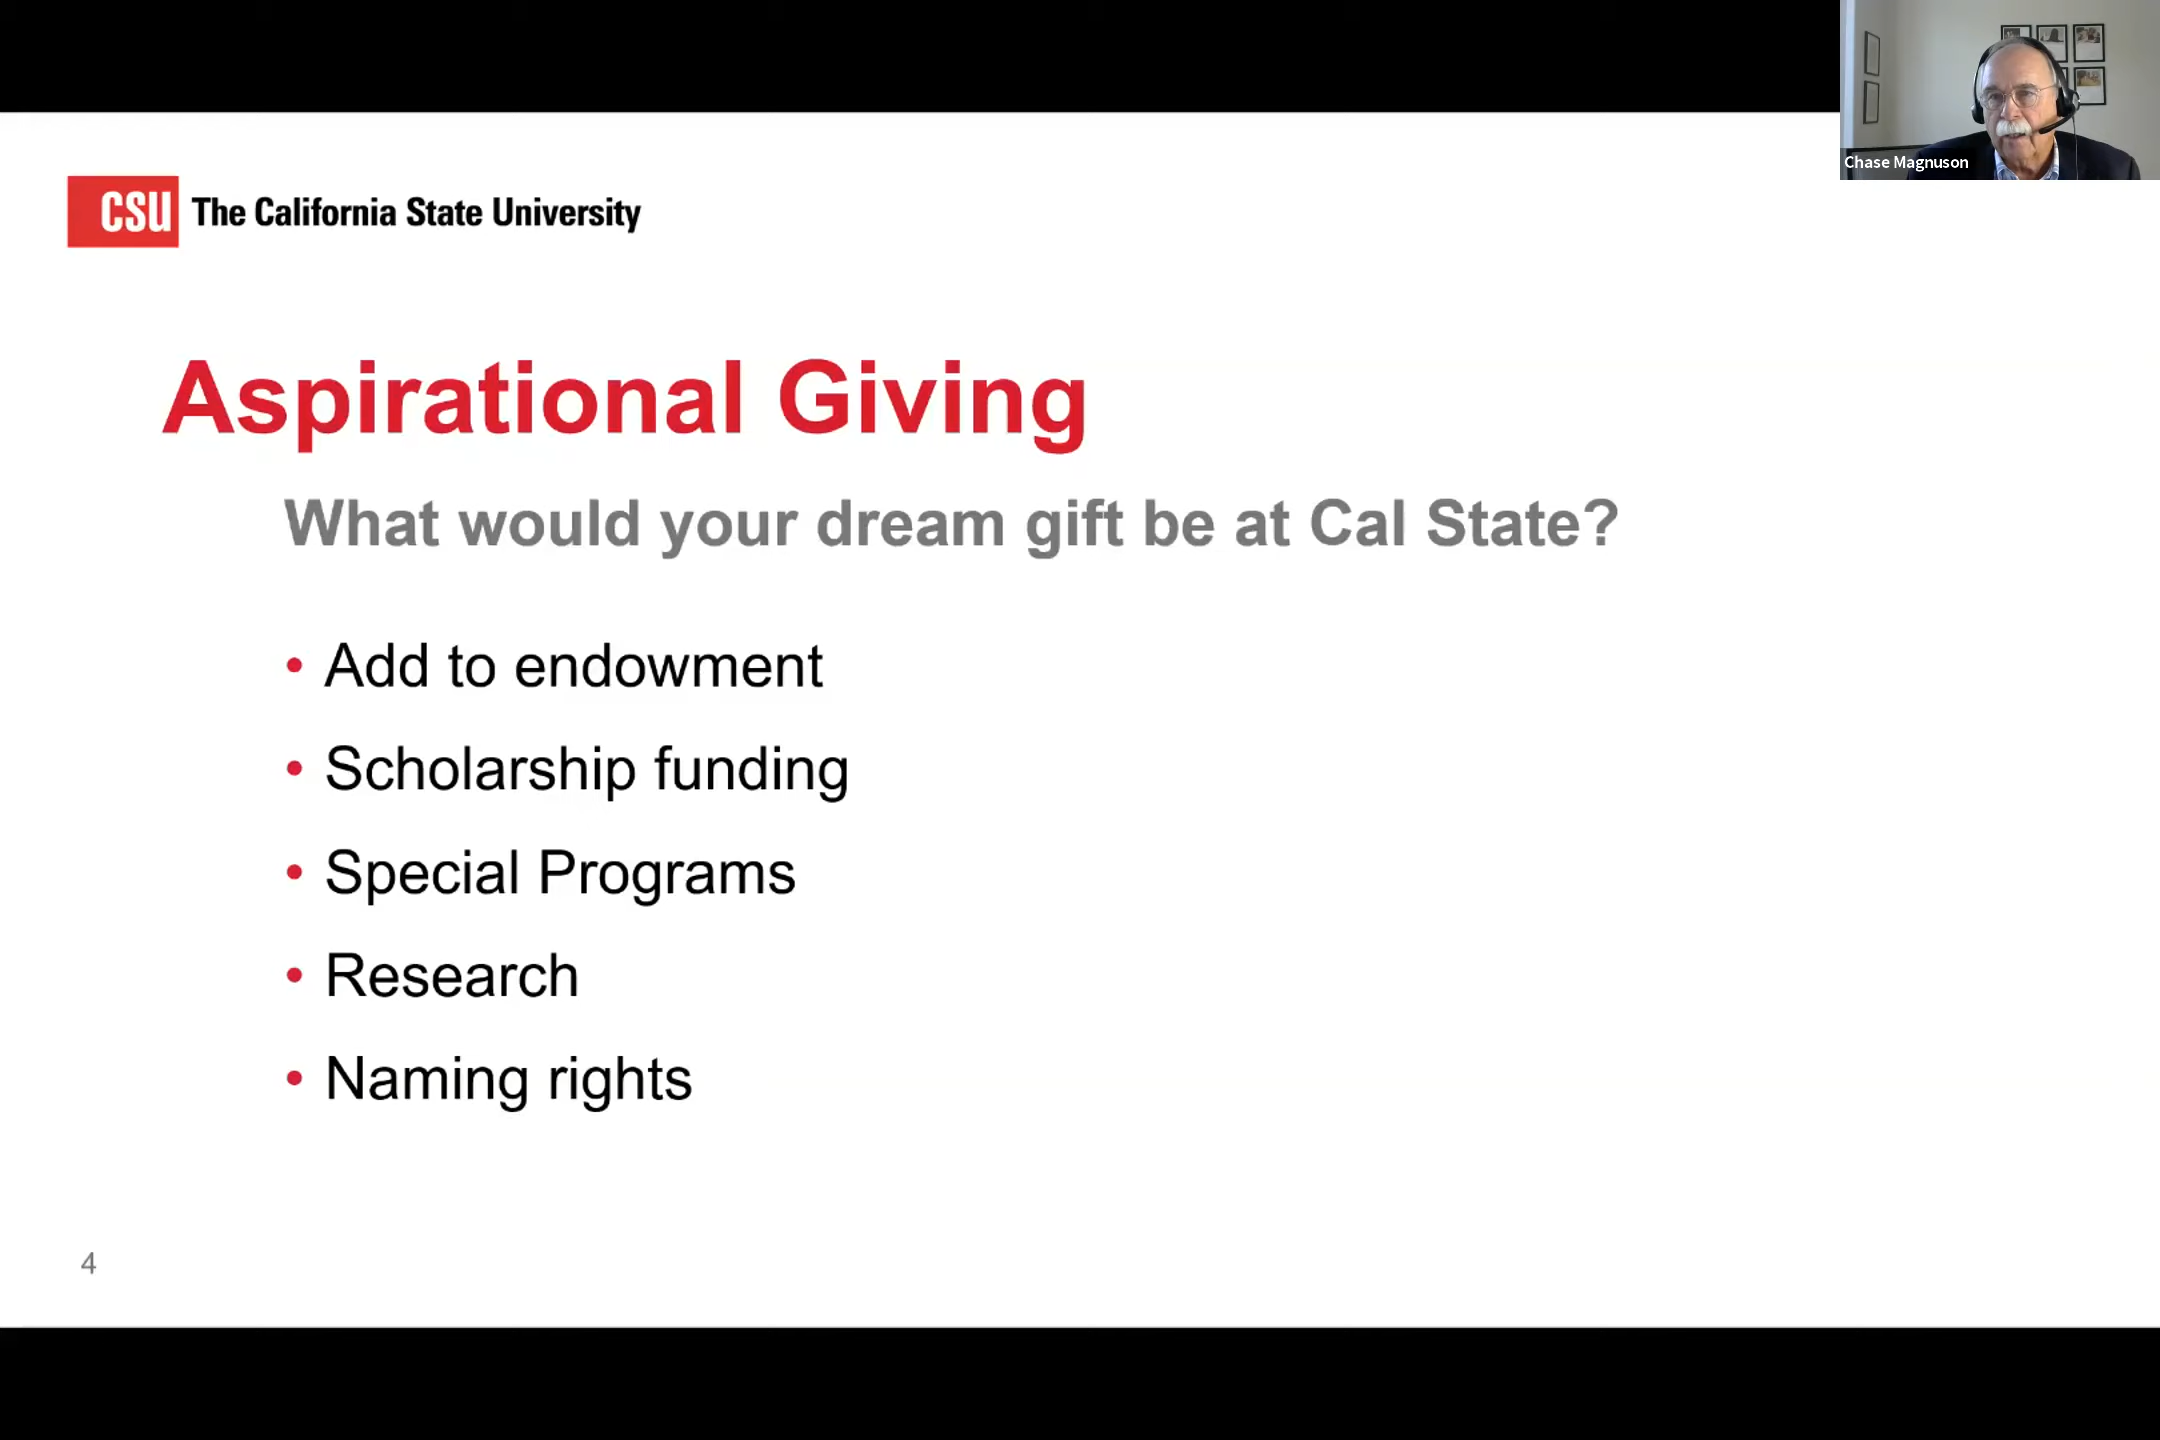 Chase Magnuson
CSU The California State University
Aspirational Giving
What would your dream gift be at Cal State?
• Add to endowment
• Scholarship funding
• Special Programs
• Research
• Naming rights
4